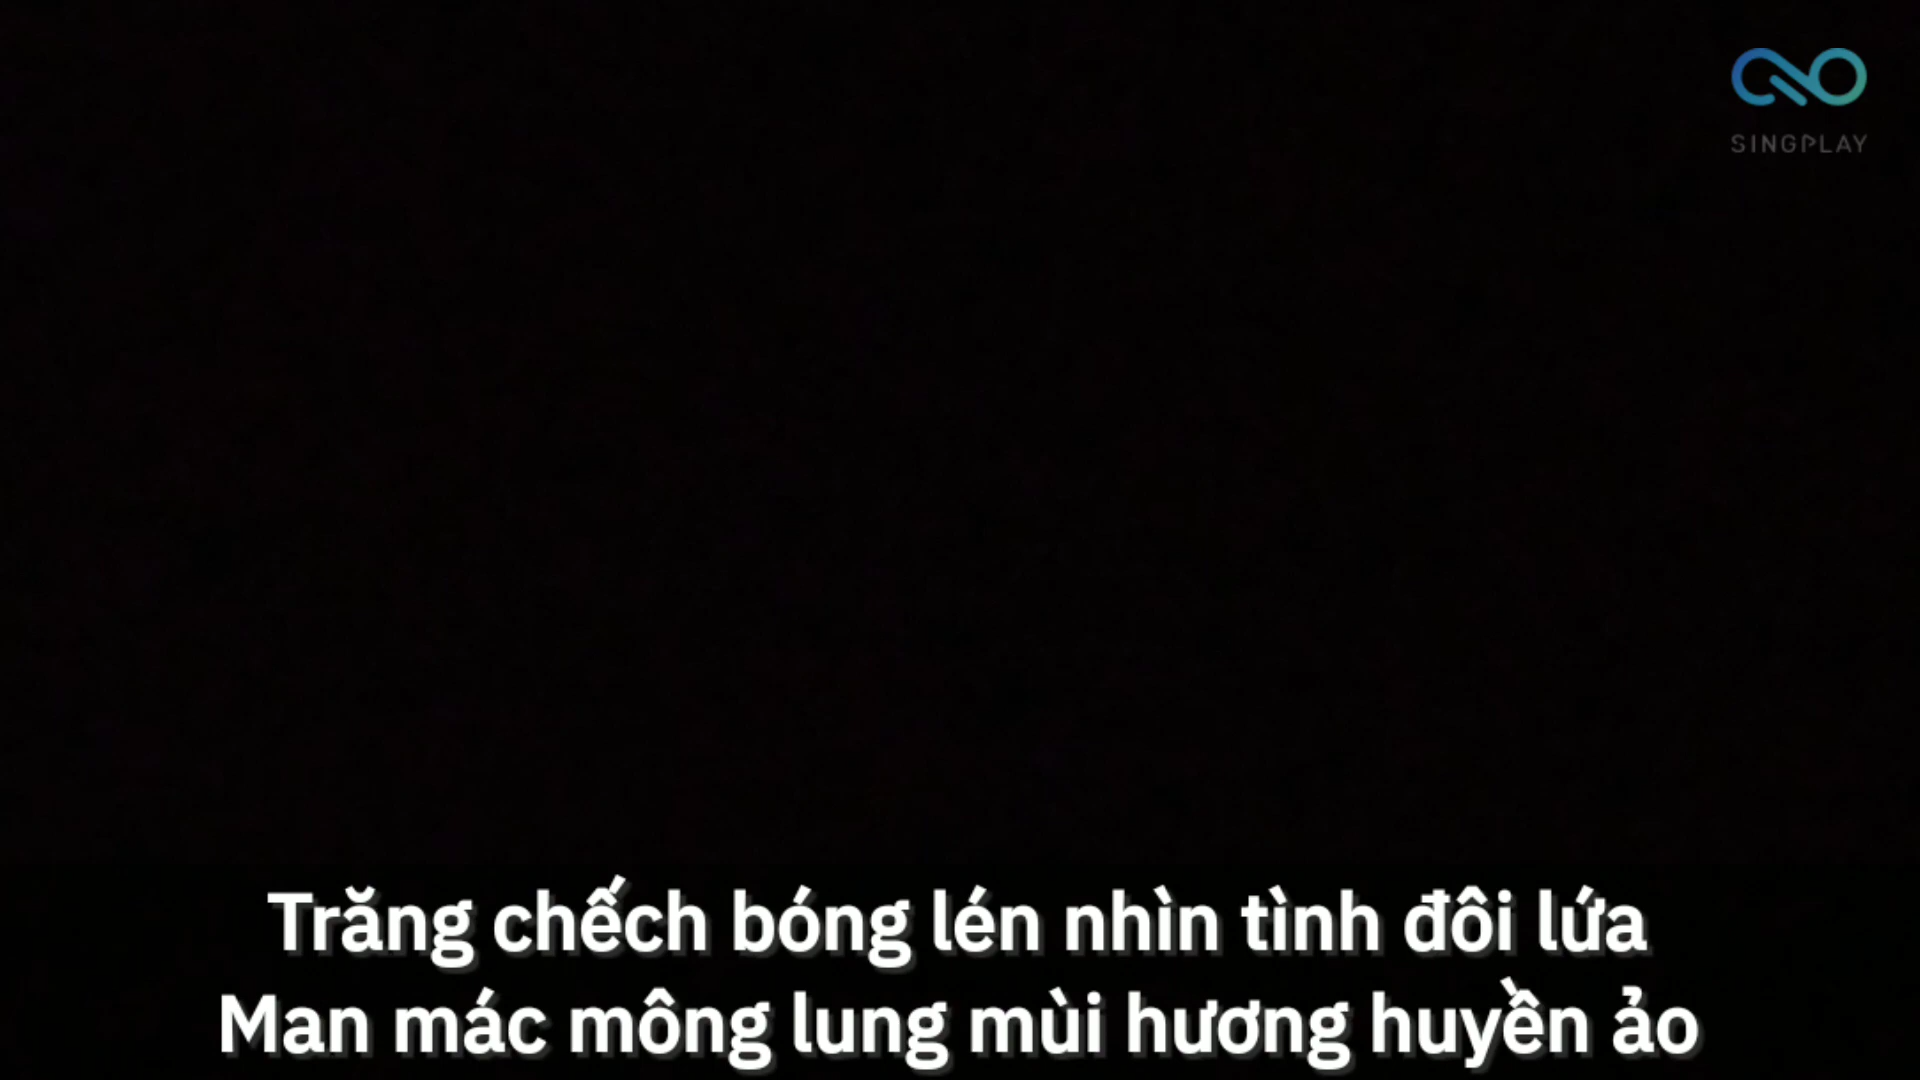 SINGPLAY
Trăng chếch bóng lén nhìn tình đôi lứa
Man mác mông lung mùi hương huyền ảo